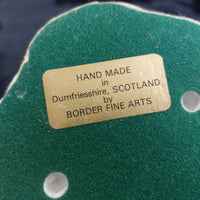 HAND MADE
in
Dumfriesshire, SCOTLAND
by
BORDER FINE ARTS